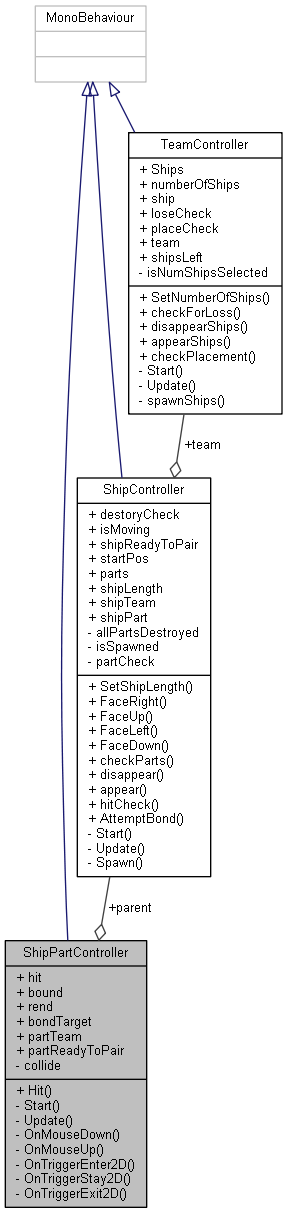 MonoBehaviour
TeamController
+ Ships
+ numberOfShips
+ ship
+ loseCheck
+ placeCheck
+ team
+ shipsLeft
- isNumShipsSelected
+ SetNumberOfShips()
+ checkForLoss()
+ disappearShips()
+ appearShips()
+ checkPlacement()
- Start()
- Update()
- spawnShips()
+team
ShipController
+ destoryCheck
+ isMoving
+ shipReadyToPair
+ startPos
+ parts
+ shipLength
+ shipTeam
+ shipPart
- allPartsDestroyed
- isSpawned
- partCheck
+ SetShipLength()
+ FaceRight()
+ FaceUp()
+ FaceLeft()
+ FaceDown()
+ checkParts()
+ disappear()
+ appear()
+ hitCheck()
+ AttemptBond()
- Start()
- Update()
- Spawn()
+parent
ShipPartController
+ hit
+ bound
+ rend
+ bondTarget
+ partTeam
+ partReadyToPair
- collide
+ Hit()
- Start()
- Update()
- OnMouseDown()
- OnMouseUp()
- OnTriggerEnter2D()
- OnTriggerStay2D()
- OnTriggerExit2D()